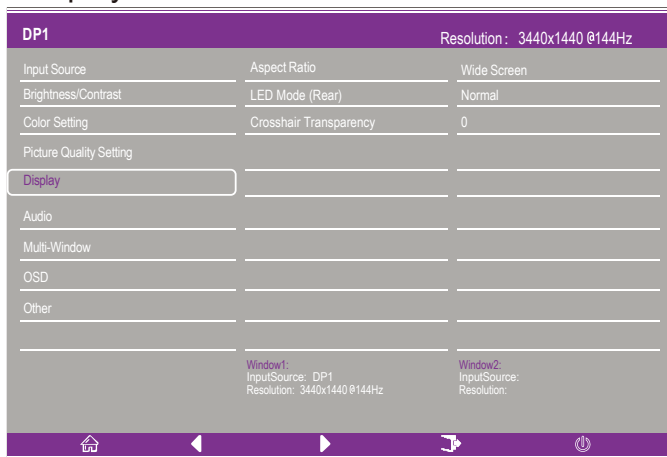 DP1 Resolution : 3440x1440 @144Hz
Input Source Aspect Ratio Wide Screen
Brightness/Contrast LED Mode (Rear) Normal
Color Setting Crosshair Transparency 0
Picture Quality Setting
Display
Audio
Multi-Window
OSD
Other
Window1: Window2:
InputSource: DP1 InputSource:
Resolution: 3440x1440 @144Hz Resolution: